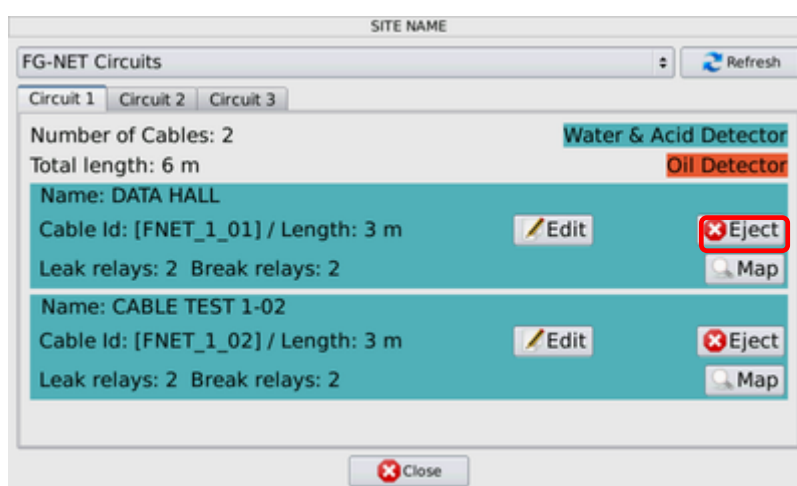 SITE NAME
FG-NET Circuits
Refresh
Circuit 1 Circuit 2 Circuit 3
Number of Cables: 2 Water & Acid Detector
Total length: 6 m Oil Detector
Name: DATA HALL
Cable Id: [FNET_1_01] / Length: 3 m Edit Eject
Leak relays: 2 Break relays: 2 Map
Name: CABLE TEST 1-02
Cable Id: [FNET_1_02] / Length: 3 m Edit Eject
Leak relays: 2 Break relays: 2 Map
Close